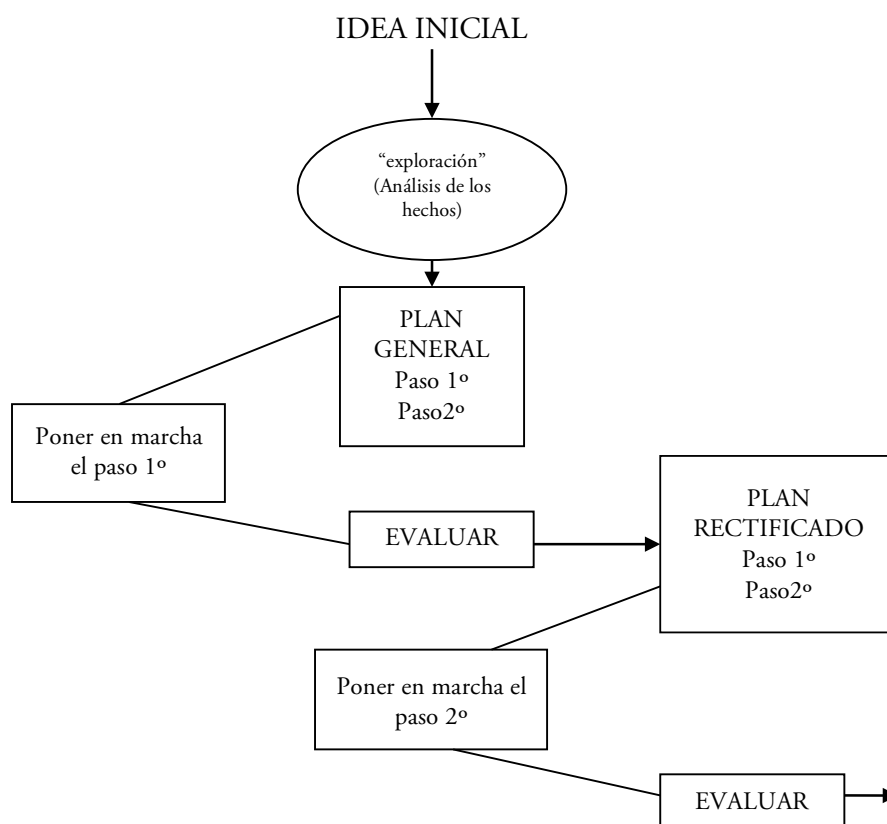 IDEA INICIAL
“exploración”
(Análisis de los
hechos)
PLAN
GENERAL
Paso 1º
Paso2º
Poner en marcha
el paso 1º
EVALUAR
PLAN
RECTIFICADO
Paso 1º
Paso2º
Poner en marcha el
paso 2º
EVALUAR